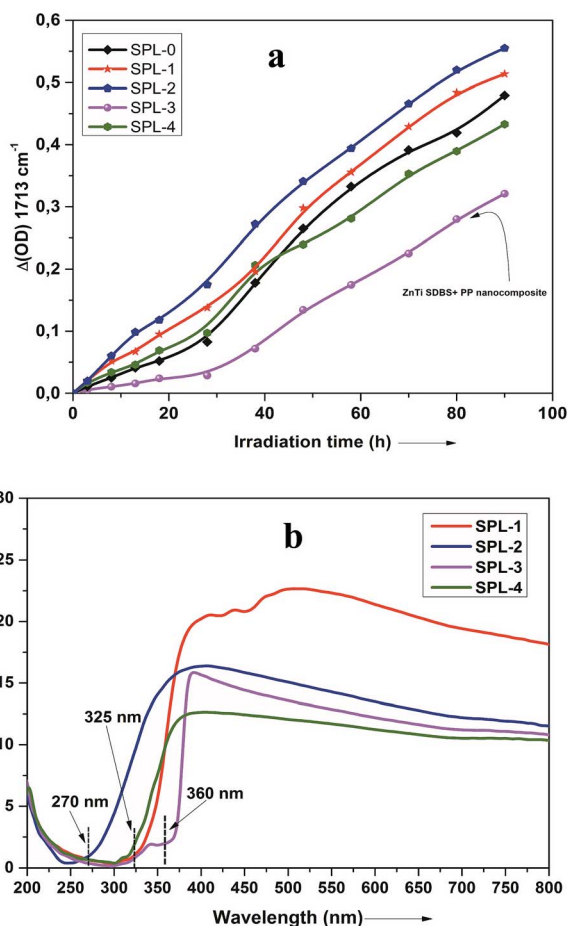 a
SPL-0
SPL-1
SPL-2
SPL-3
SPL-4
0,6
0,5
0,4
0,3
0,2
0,1
0,0
Δ(OD) 1713 cm⁻¹
ZnTi SDBS+ PP nanocomposite
0 20 40 60 80 100
Irradiation time (h)
b
SPL-1
SPL-2
SPL-3
SPL-4
30
25
20
15
10
5
0
325 nm
270 nm
360 nm
200 250 300 350 400 450 500 550 600 650 700 750 800
Wavelength (nm)